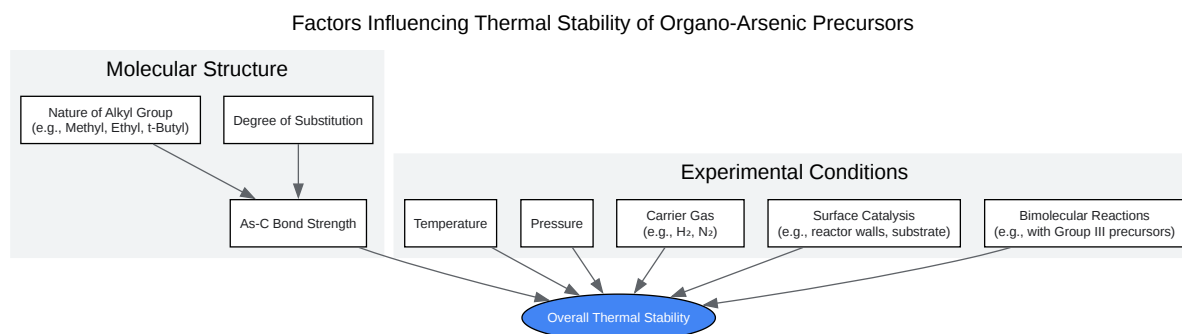 Factors Influencing Thermal Stability of Organo-Arsenic Precursors
Molecular Structure
Nature of Alkyl Group
(e.g., Methyl, Ethyl, t-Butyl)
Degree of Substitution
As-C Bond Strength
Experimental Conditions
Temperature
Pressure
Carrier Gas
(e.g., H₂, N₂)
Surface Catalysis
(e.g., reactor walls, substrate)
Bimolecular Reactions
(e.g., with Group III precursors)
Overall Thermal Stability